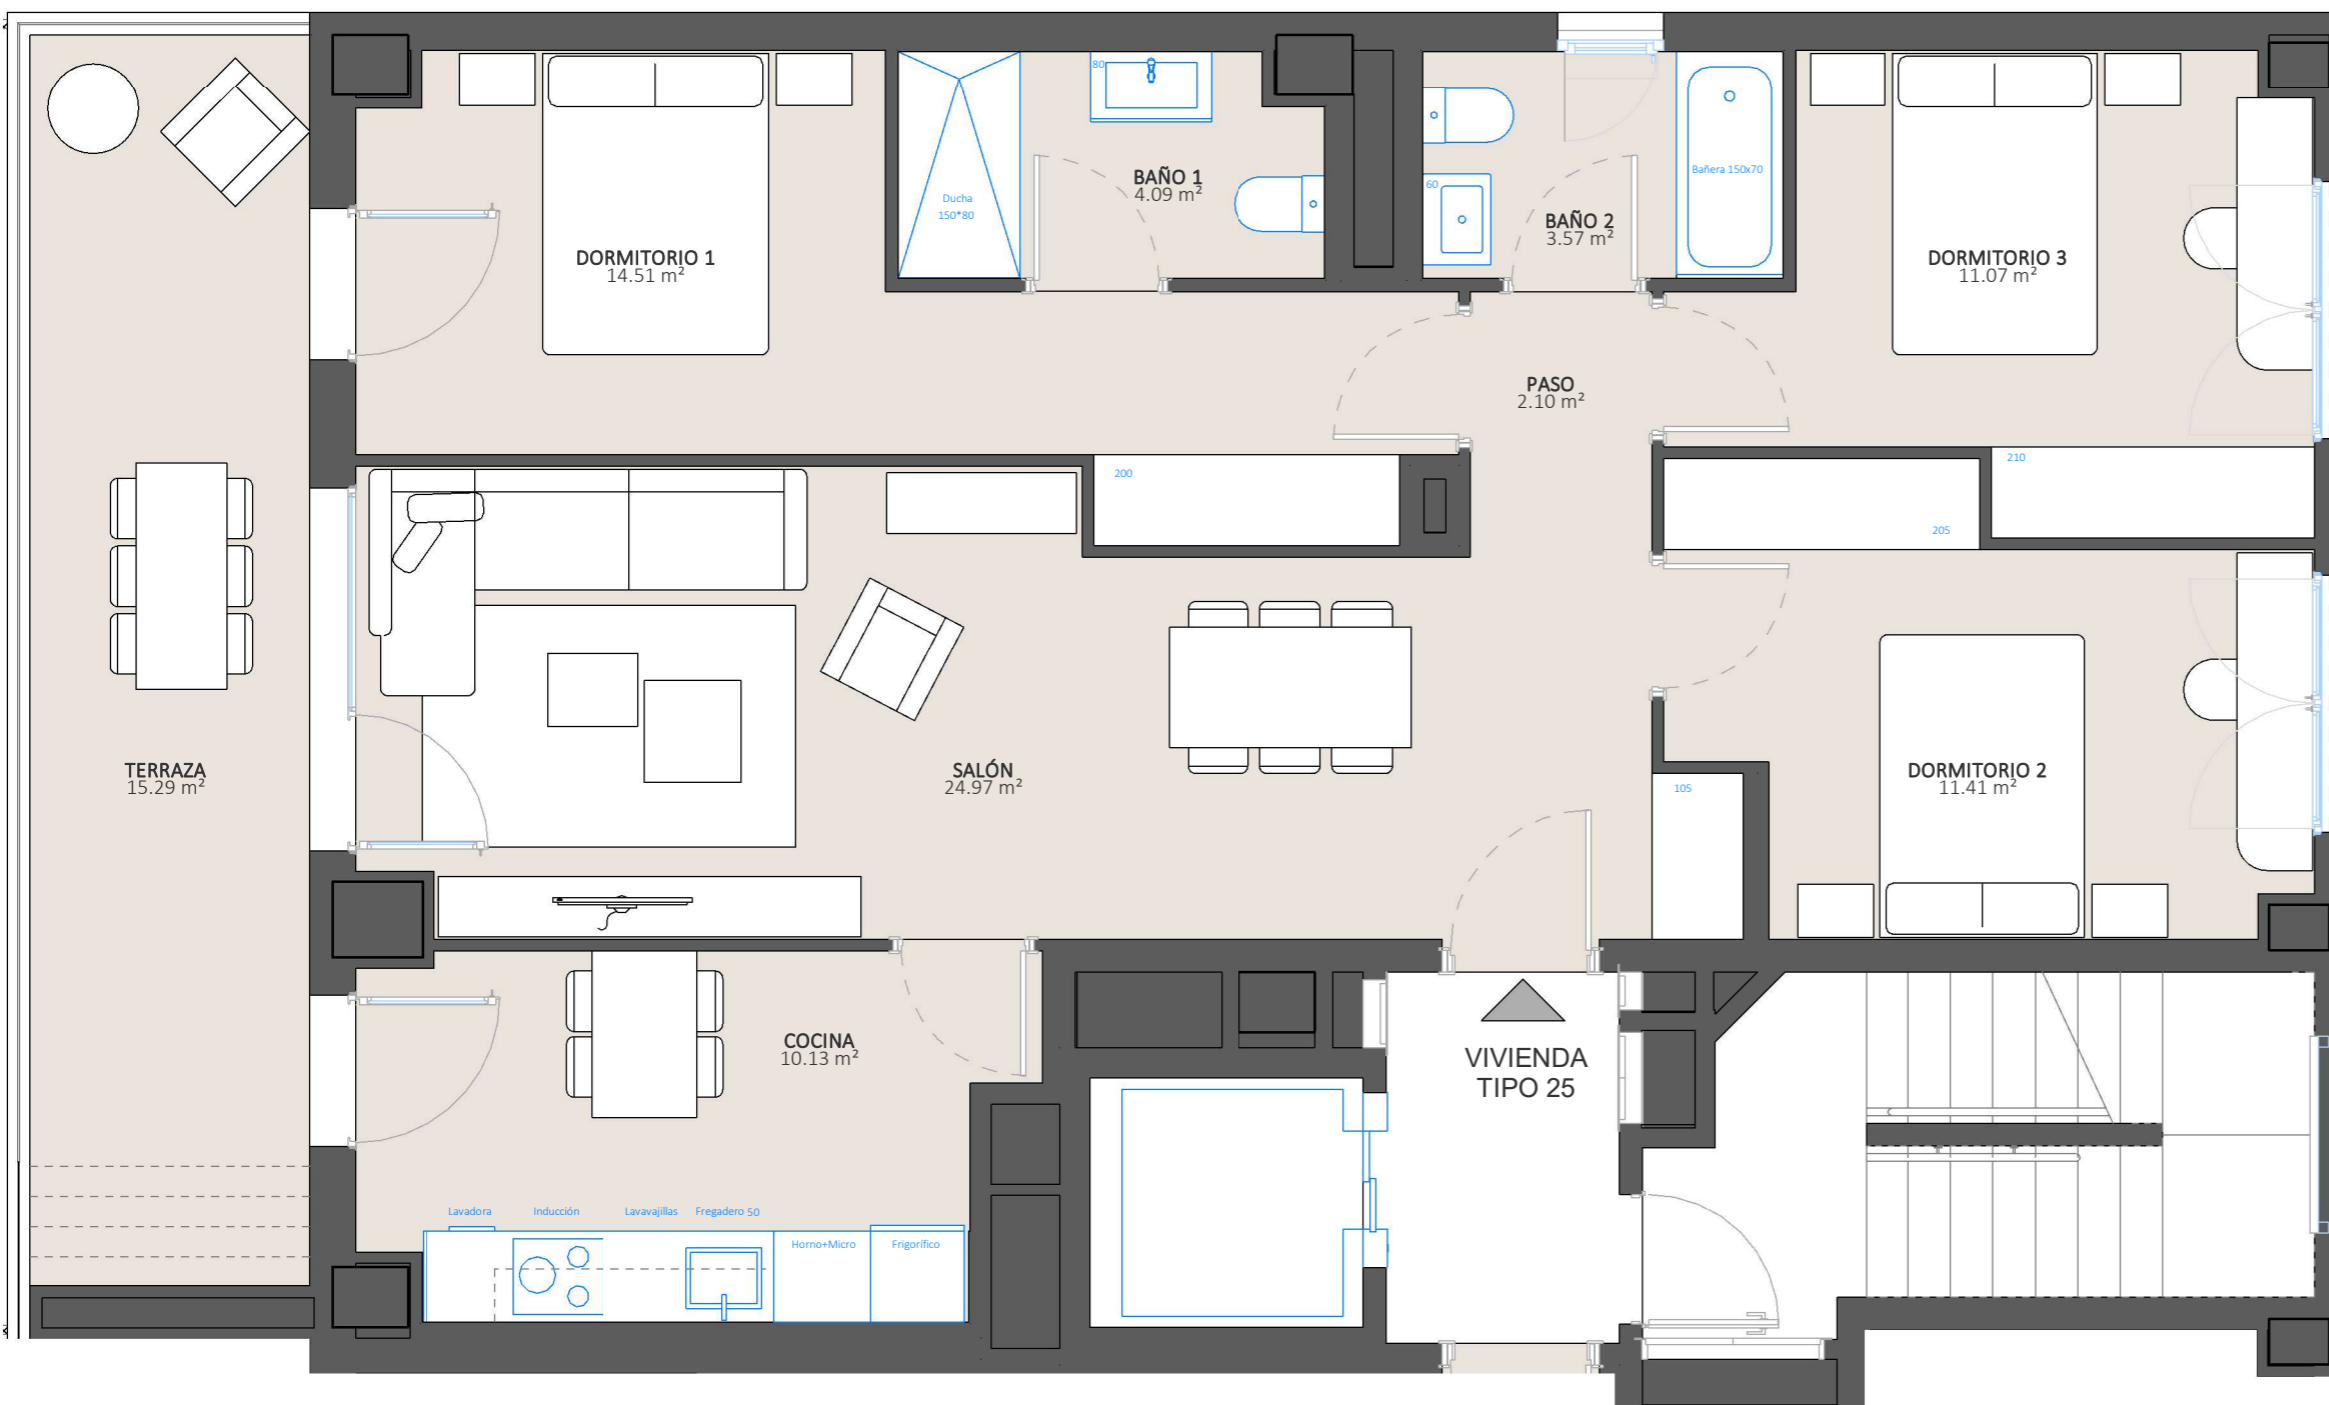 80
BAÑO 1
4.09 m²
Ducha
150*80
60
BAÑO 2
3.57 m²
Bañera 150x70
DORMITORIO 1
14.51 m²
DORMITORIO 3
11.07 m²
PASO
2.10 m²
200
210
205
TERRAZA
15.29 m²
SALÓN
24.97 m²
105
DORMITORIO 2
11.41 m²
COCINA
10.13 m²
VIVIENDA
TIPO 25
Lavadora
Inducción
Lavavajillas
Fregadero 50
Horno+Micro
Frigorífico